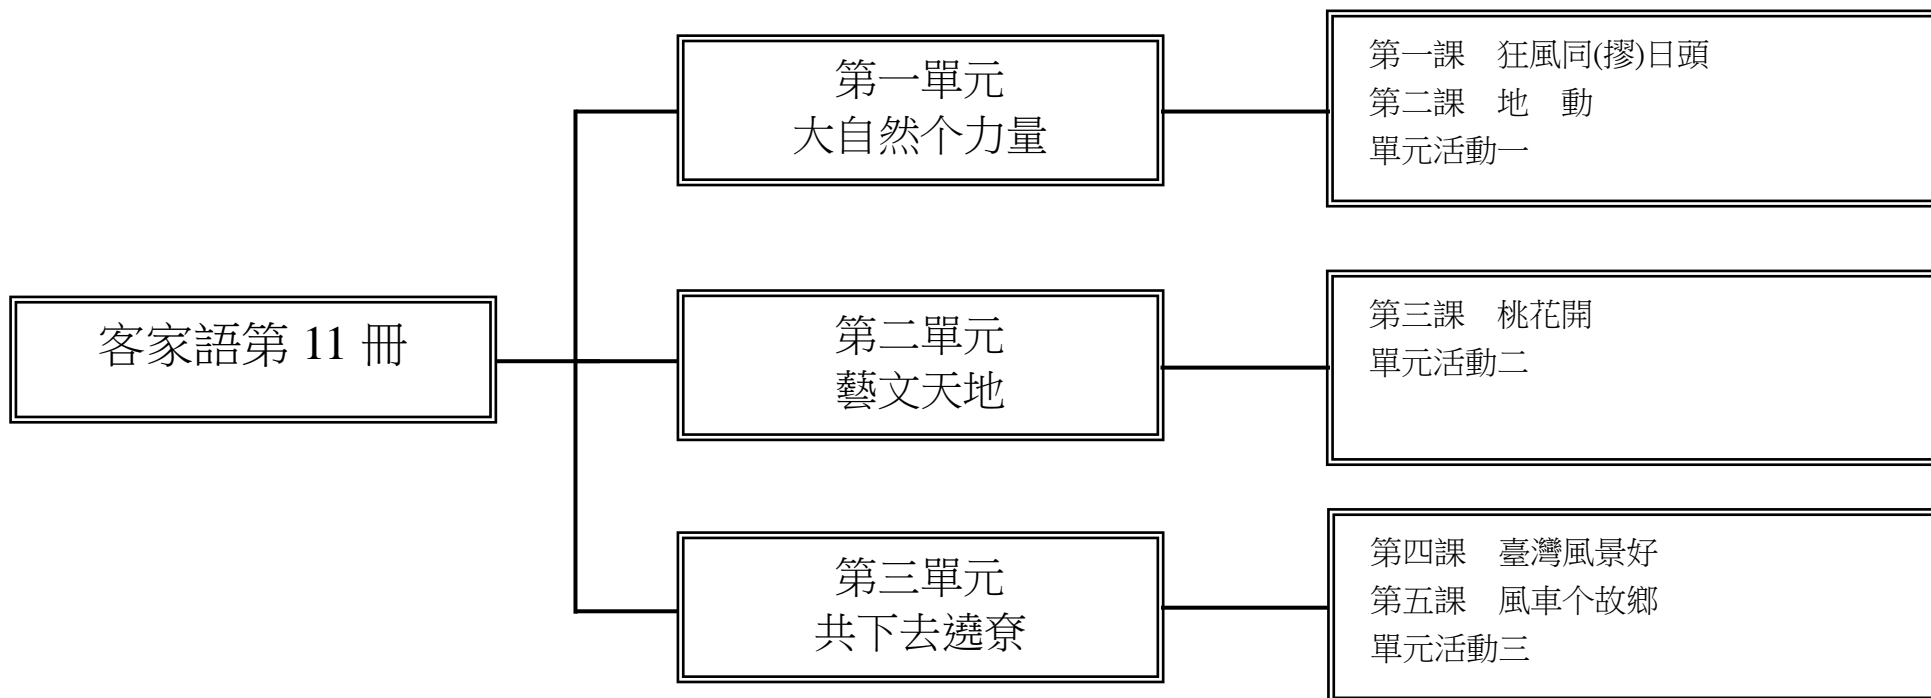 客家語第 11 冊
第一單元
大自然个力量
第一課　狂風同(摎)日頭
第二課　地　動
單元活動一
第二單元
藝文天地
第三課　桃花開
單元活動二
第三單元
共下去遶尞
第四課　臺灣風景好
第五課　風車个故鄉
單元活動三